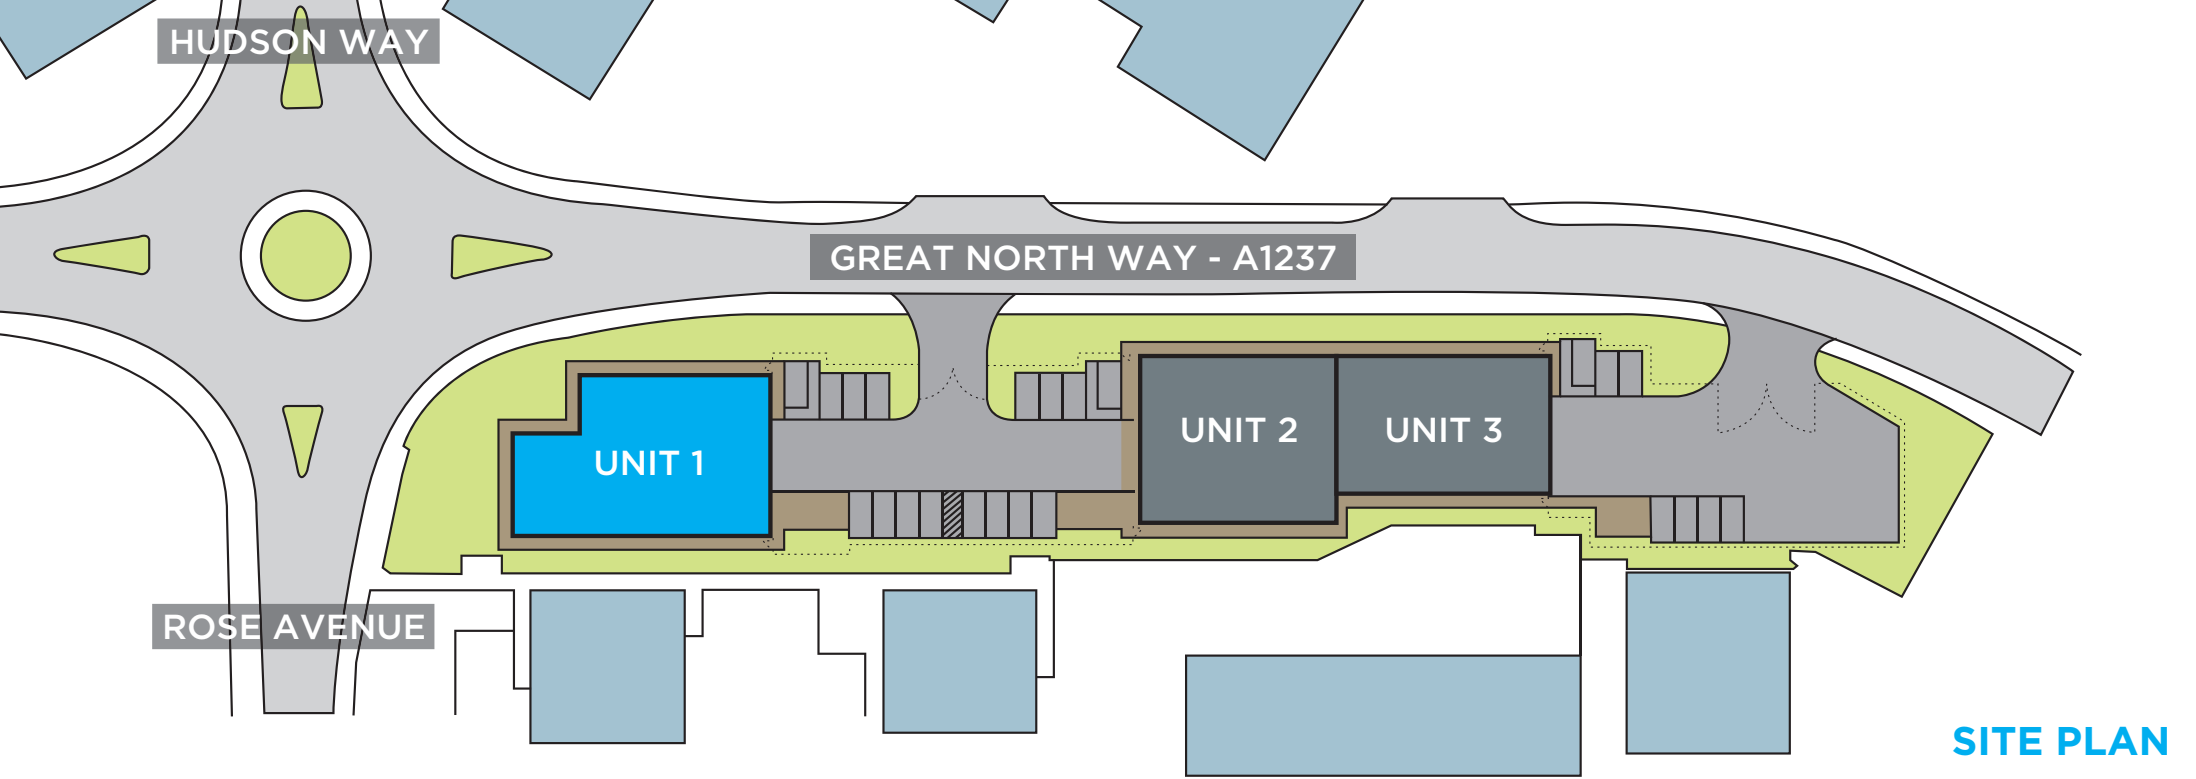 HUDSON WAY
GREAT NORTH WAY - A1237
UNIT 1
UNIT 2
UNIT 3
ROSE AVENUE
SITE PLAN